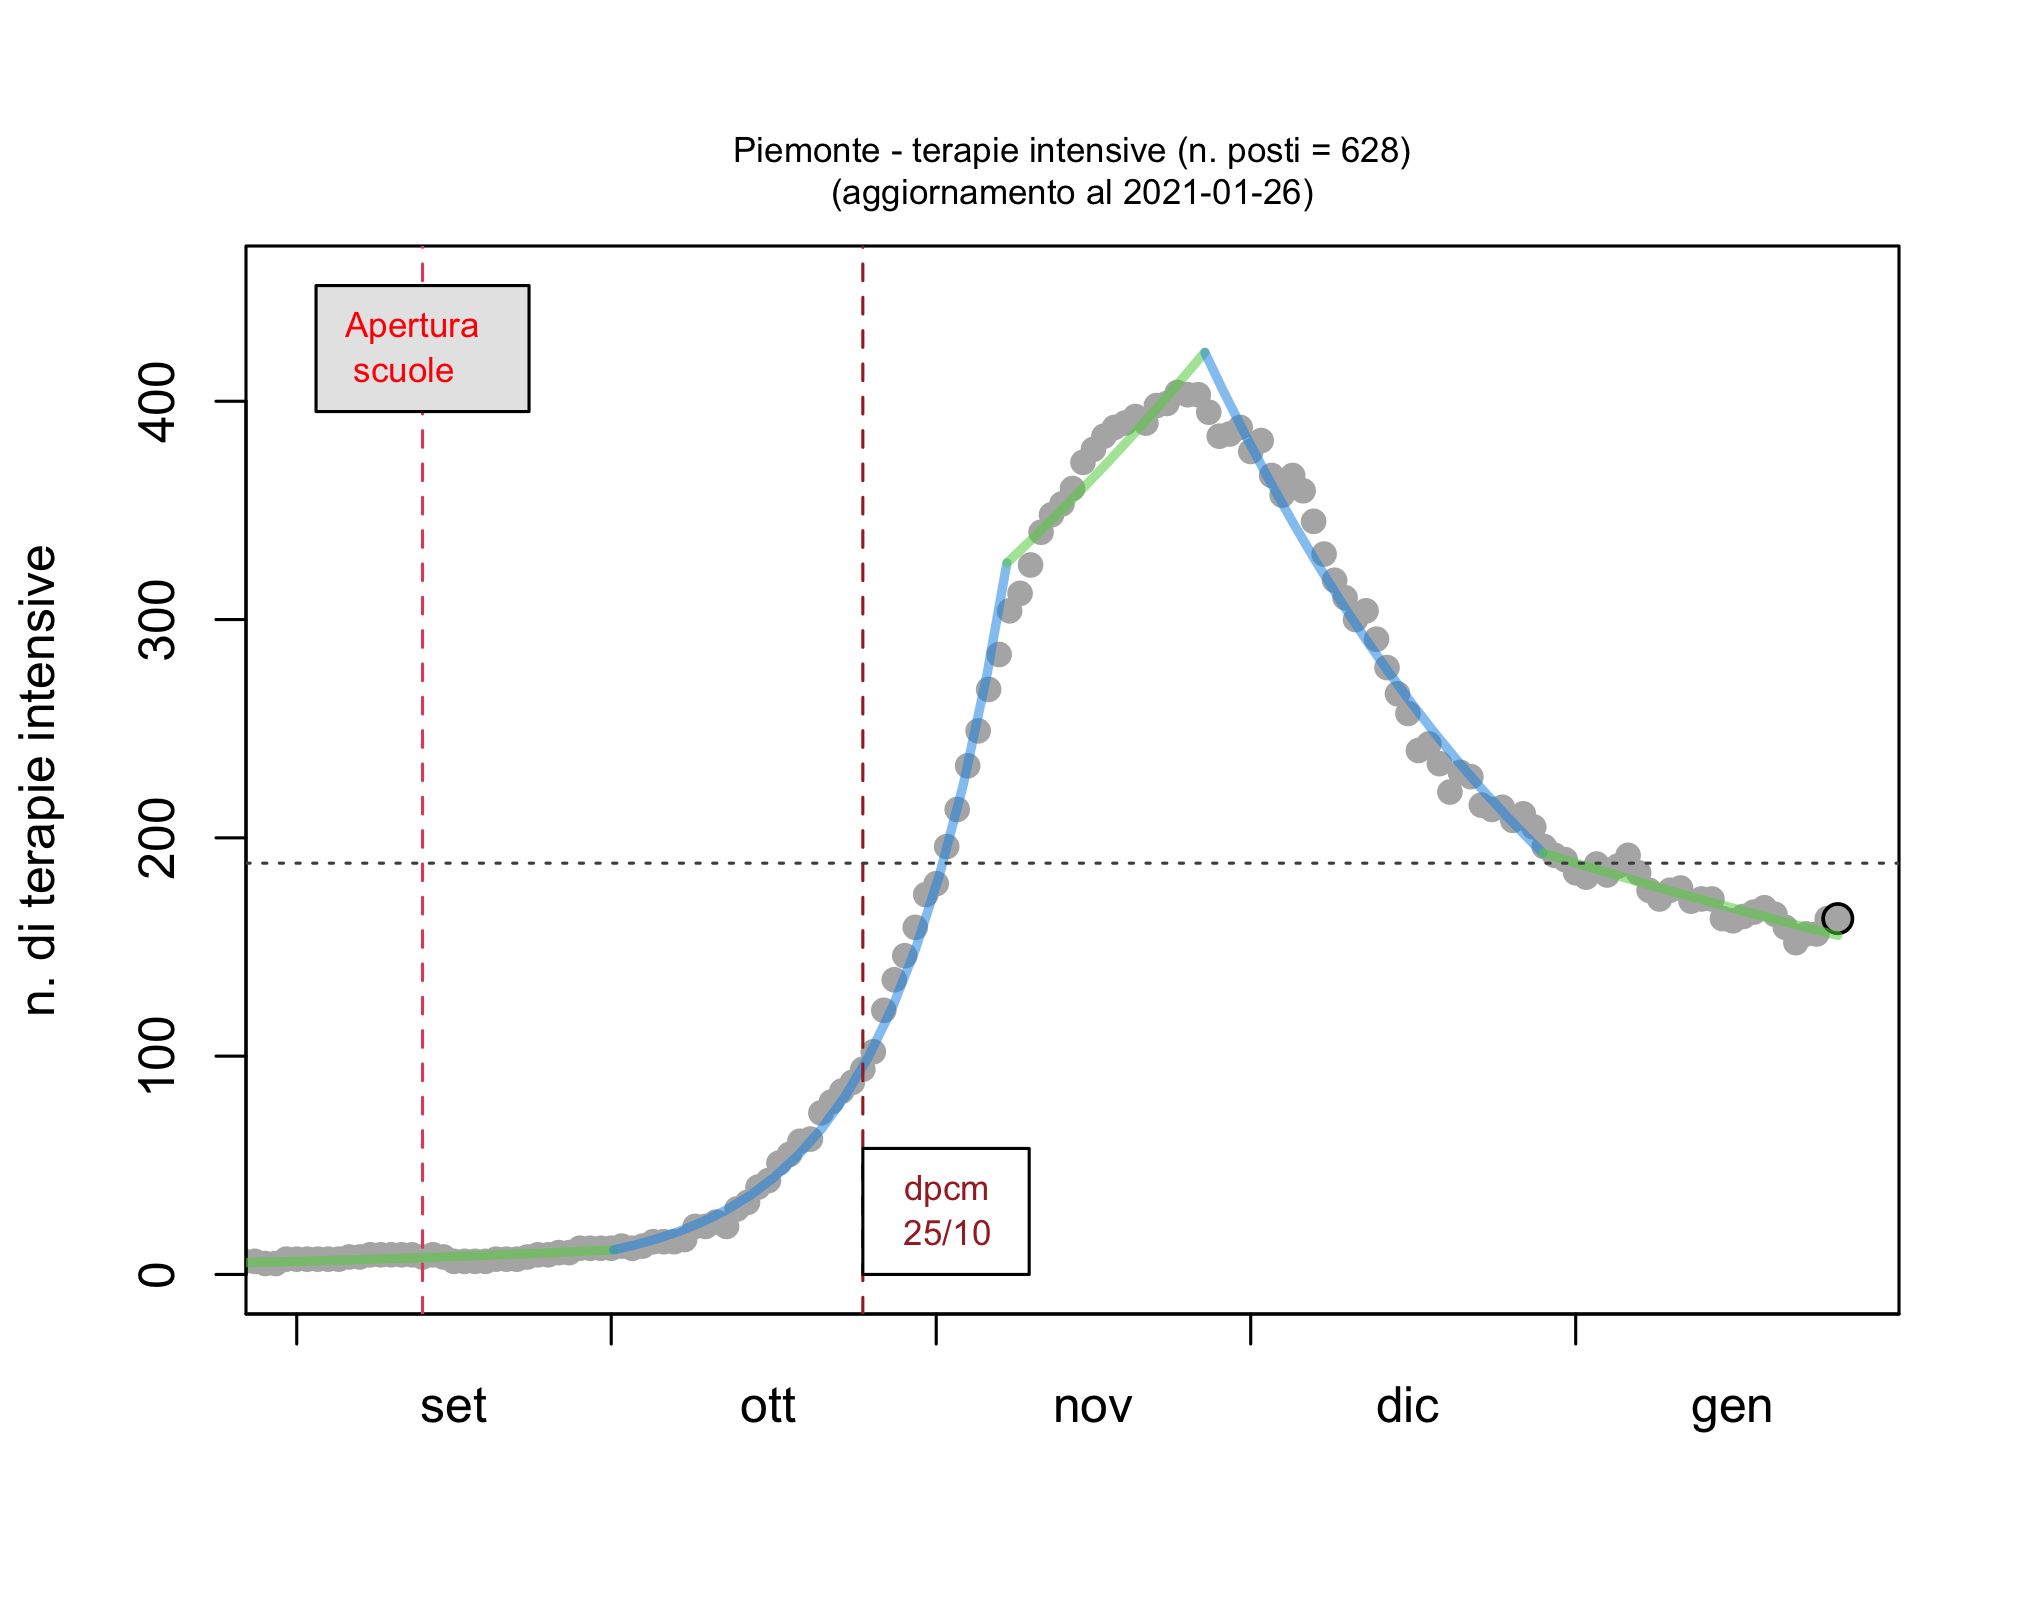 Piemonte - terapie intensive (n. posti = 628)
(aggiornamento al 2021-01-26)
Apertura
scuole
n. di terapie intensive
400
300
200
100
0
dpcm
25/10
set
ott
nov
dic
gen